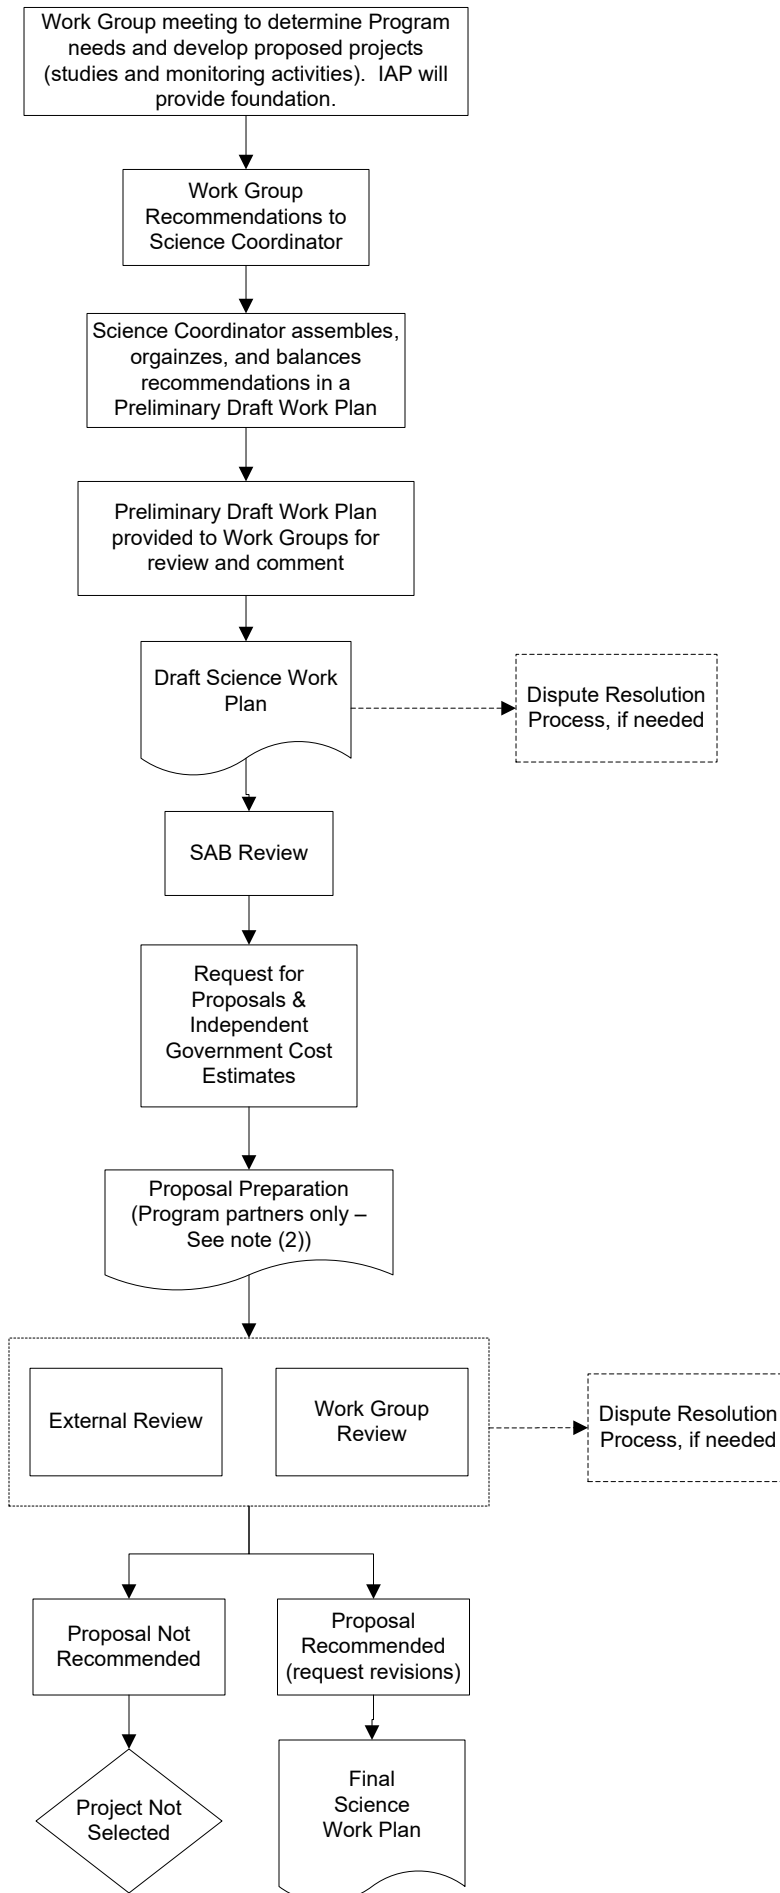 Work Group meeting to determine Program
needs and develop proposed projects
(studies and monitoring activities).  IAP will
provide foundation.
Work Group
Recommendations to
Science Coordinator
Science Coordinator assembles,
orgainzes, and balances
recommendations in a
Preliminary Draft Work Plan
Preliminary Draft Work Plan
provided to Work Groups for
review and comment
Draft Science Work
Plan
Dispute Resolution
Process, if needed
SAB Review
Request for
Proposals &
Independent
Government Cost
Estimates
Proposal Preparation
(Program partners only –
See note (2))
External Review
Work Group
Review
Dispute Resolution
Process, if needed
Proposal Not
Recommended
Proposal
Recommended
(request revisions)
Project Not
Selected
Final
Science
Work Plan